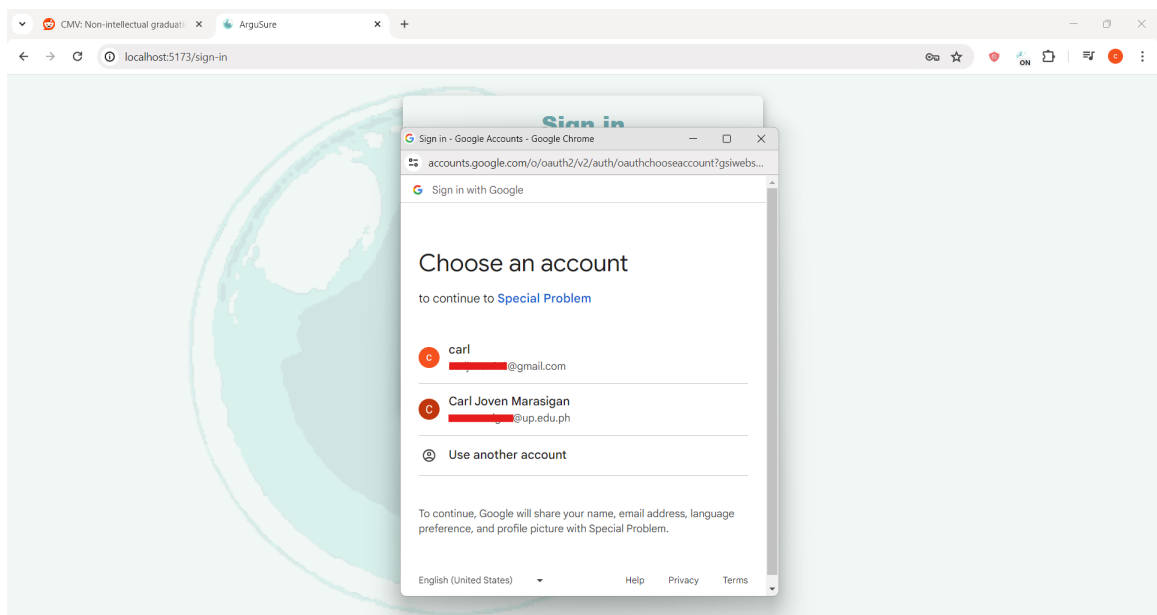 CMV: Non-intellectual graduati
ArguSure
localhost:5173/sign-in
ON
c
Sign in
Sign in - Google Accounts - Google Chrome
accounts.google.com/o/oauth2/v2/auth/oauthchooseaccount?gsiwebs...
Sign in with Google
Choose an account
to continue to Special Problem
c
carl
@gmail.com
C
Carl Joven Marasigan
@up.edu.ph
Use another account
To continue, Google will share your name, email address, language
preference, and profile picture with Special Problem.
English (United States) Help Privacy Terms